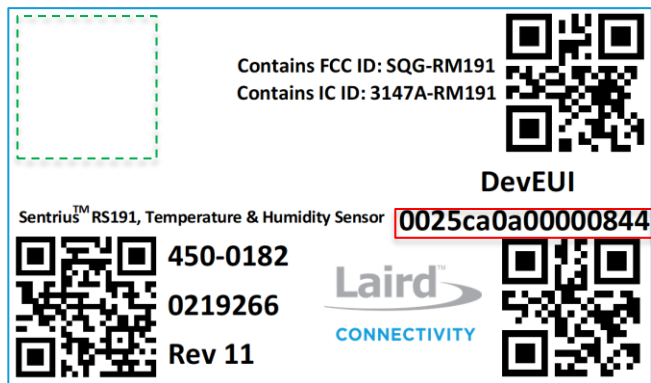 Contains FCC ID: SQG-RM191
Contains IC ID: 3147A-RM191
DevEUI
Sentrius™ RS191, Temperature & Humidity Sensor
0025ca0a00000844
450-0182
0219266
Rev 11
Laird™
CONNECTIVITY